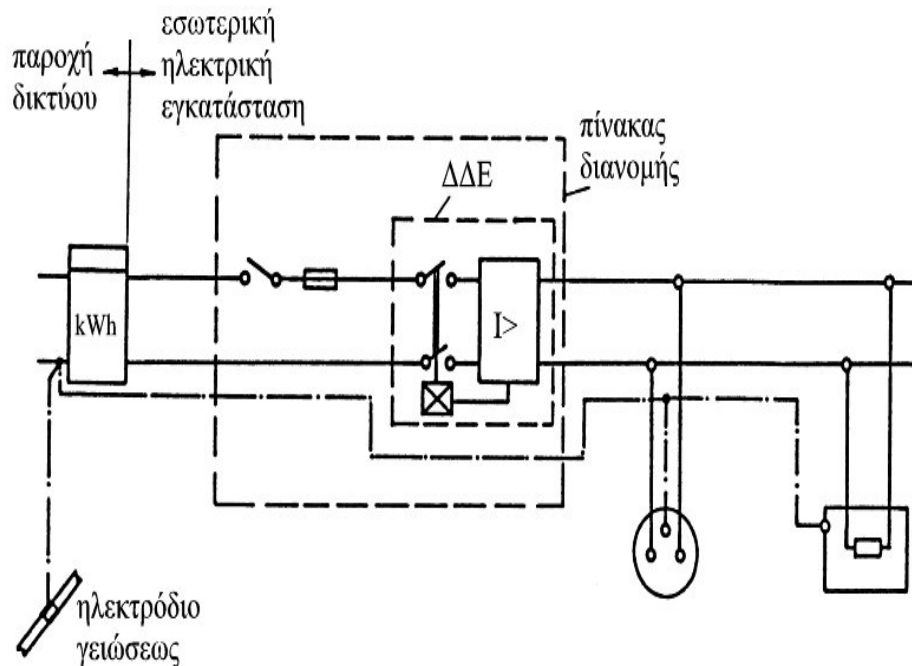 παροχή
δικτύου
εσωτερική
ηλεκτρική
εγκατάσταση
πίνακας
διανομής
ΔΔΕ
kWh
I>
ηλεκτρόδιο
γειώσεως